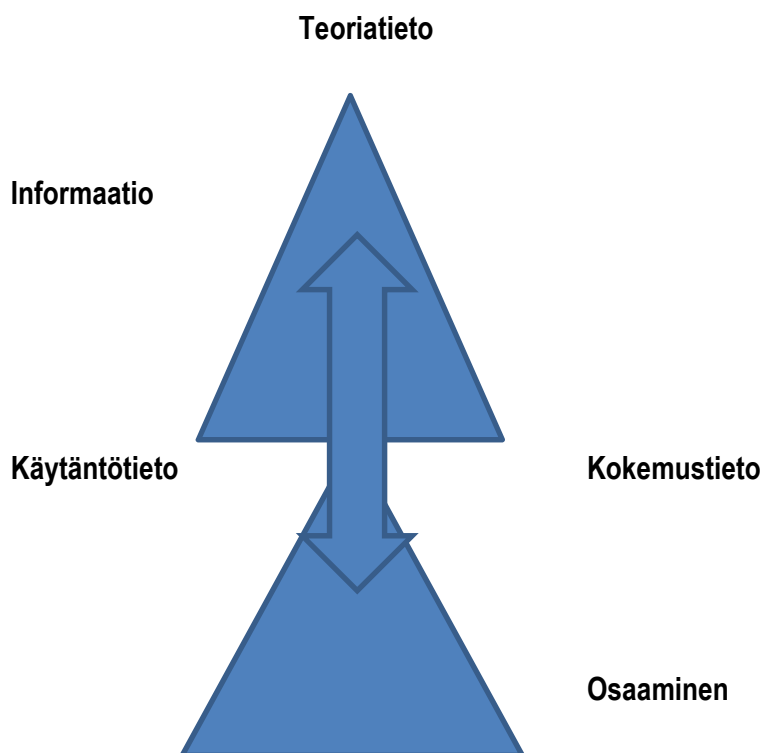 Teoriatieto
Informaatio
Käytäntötieto
Kokemustieto
Osaaminen